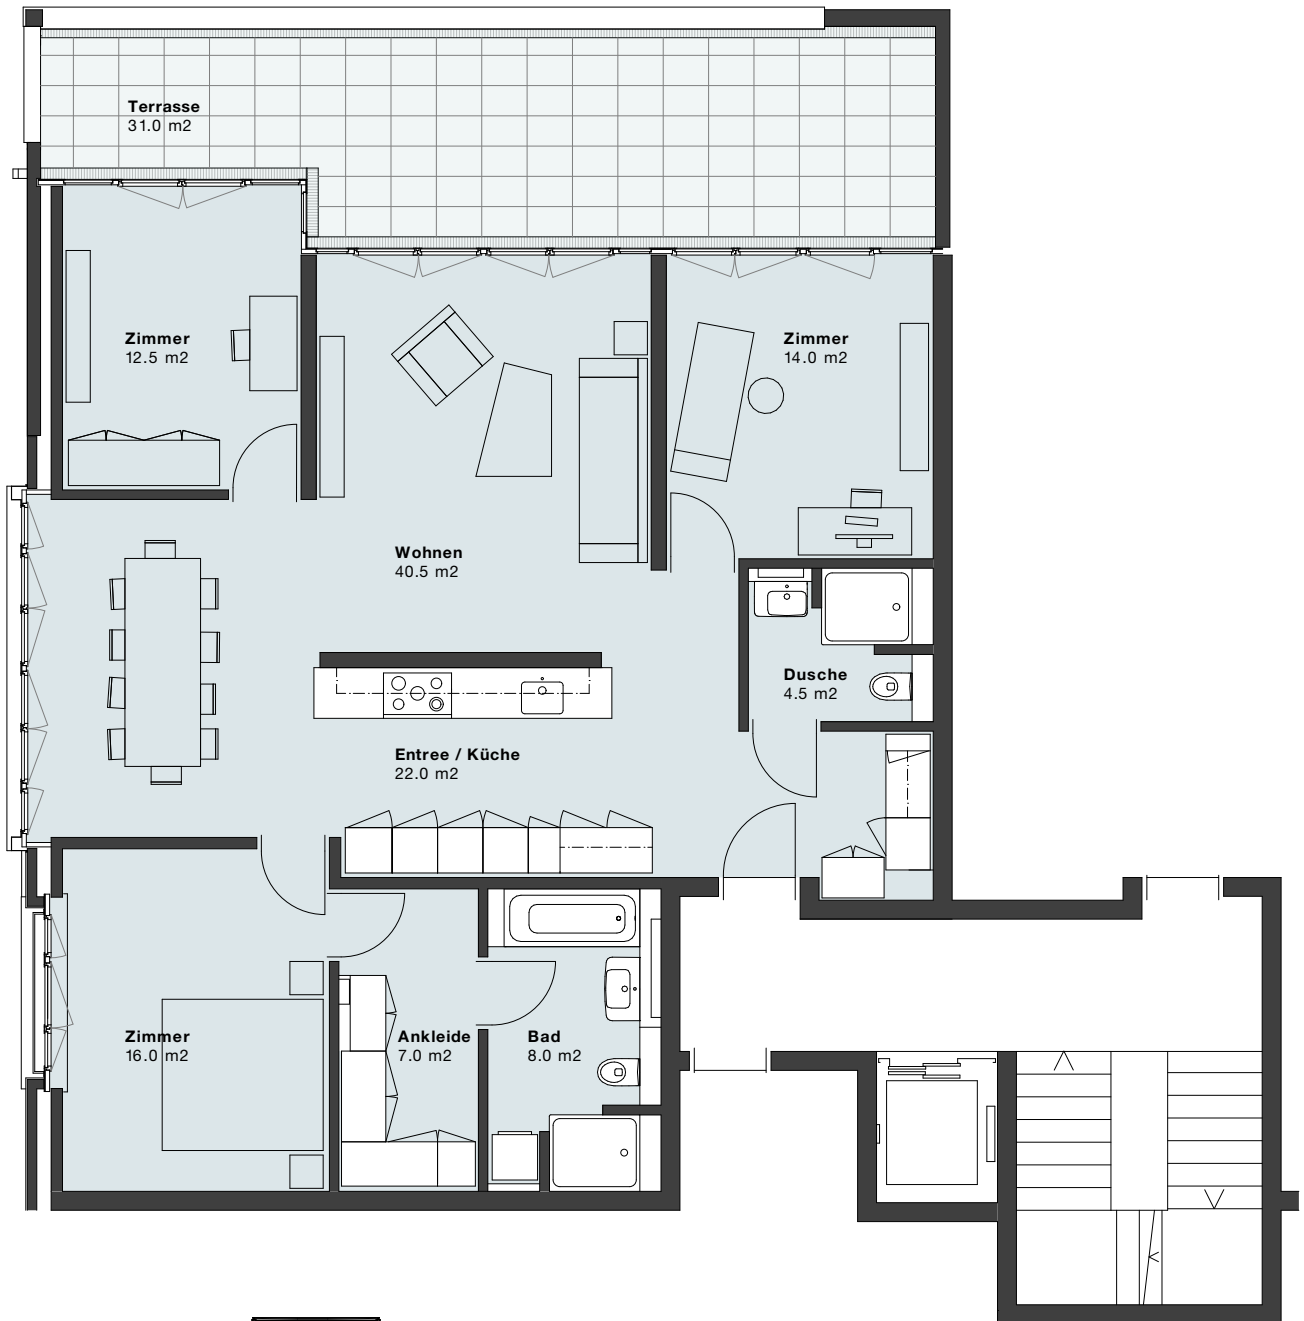 Terrasse
31.0 m2
Zimmer
12.5 m2
Zimmer
14.0 m2
Wohnen
40.5 m2
Dusche
4.5 m2
Entree / Küche
22.0 m2
Zimmer
16.0 m2
Ankleide
7.0 m2
Bad
8.0 m2